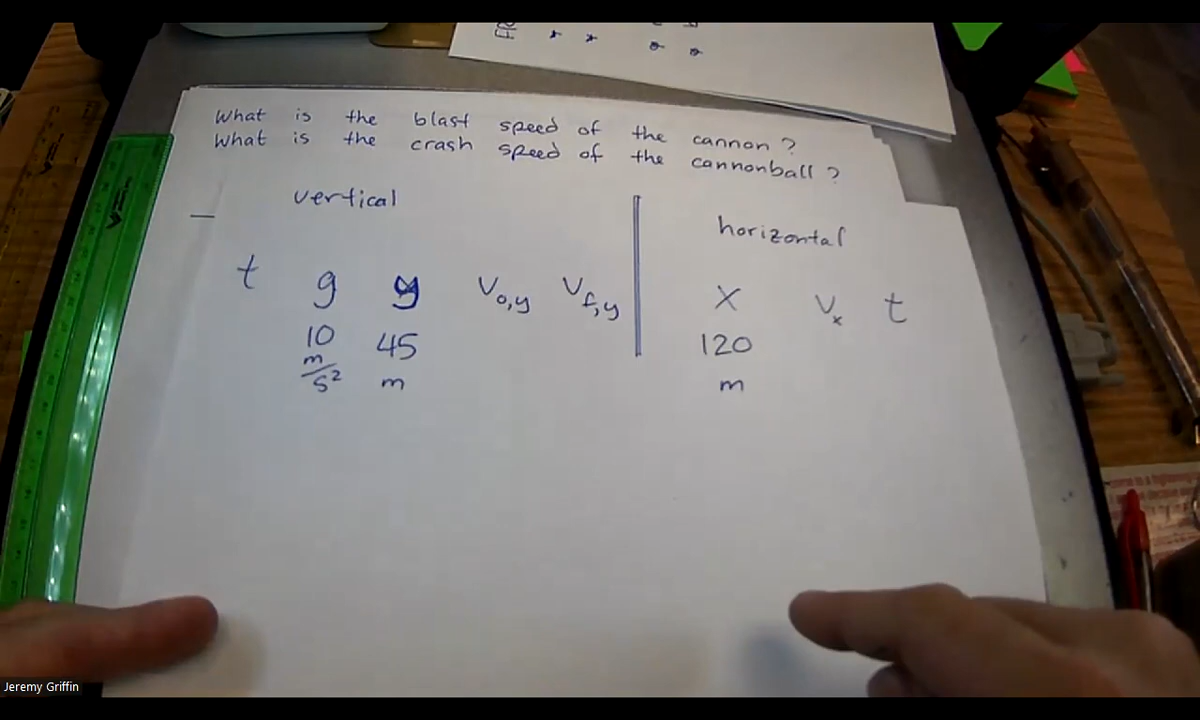 What is the blast speed of the cannon?
What is the crash speed of the cannonball?
vertical
horizontal
t g y v₀,y v_f,y
x vₓ t
10 m/s² 45 m
120 m
Jeremy Griffin